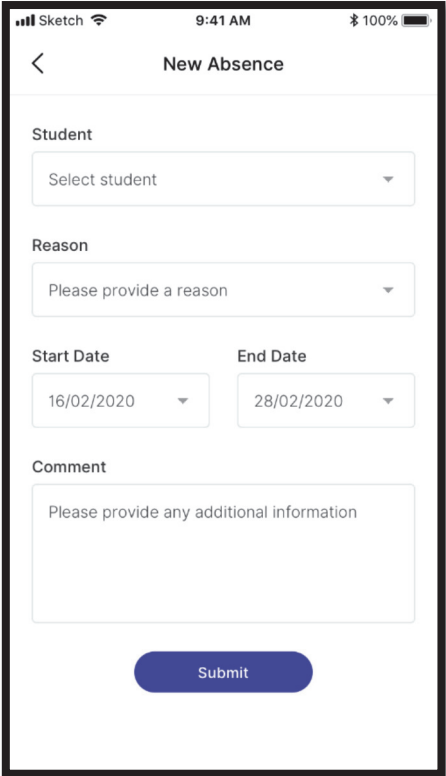 Sketch 9:41 AM 100%
New Absence
Student
Select student
Reason
Please provide a reason
Start Date End Date
16/02/2020 28/02/2020
Comment
Please provide any additional information
Submit